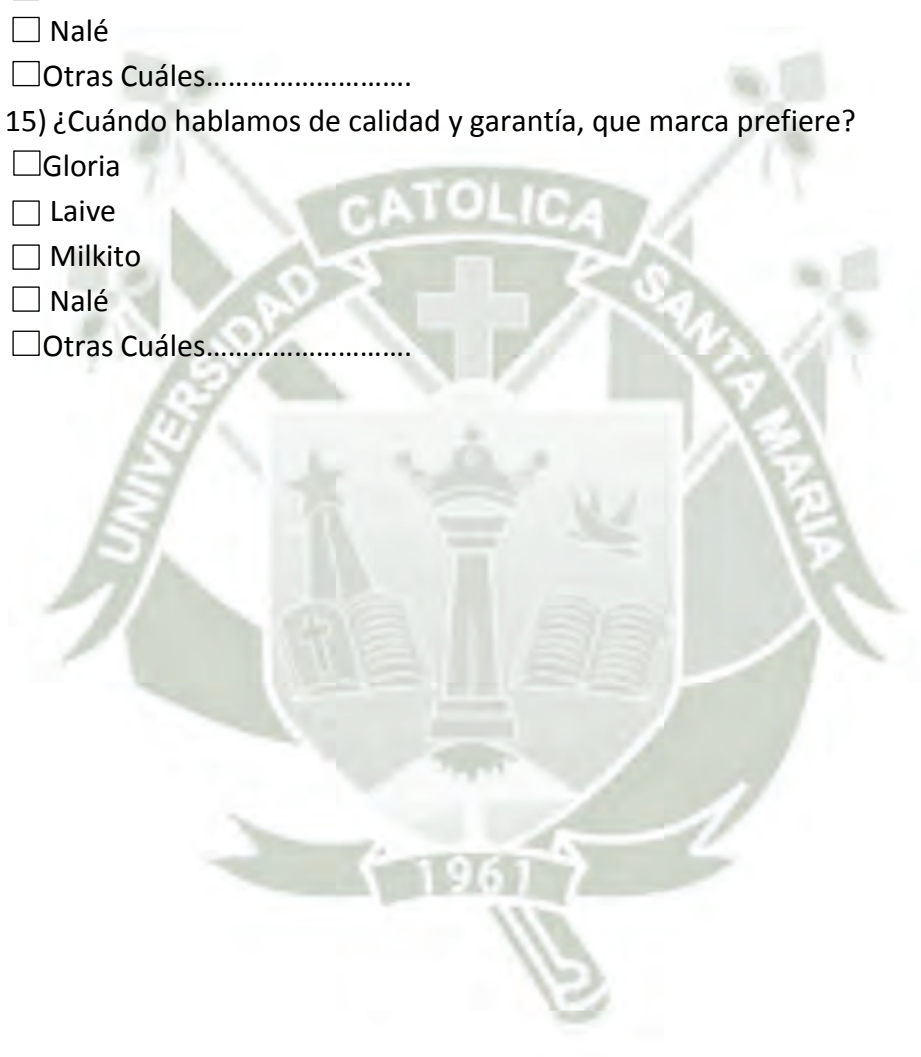 ☐ Nalé
☐Otras Cuáles……………………….
15) ¿Cuándo hablamos de calidad y garantía, que marca prefiere?
☐Gloria
☐ Laive
☐ Milkito
☐ Nalé
☐Otras Cuáles……………………….
UNIVERSIDAD CATOLICA SANTA MARIA
1961